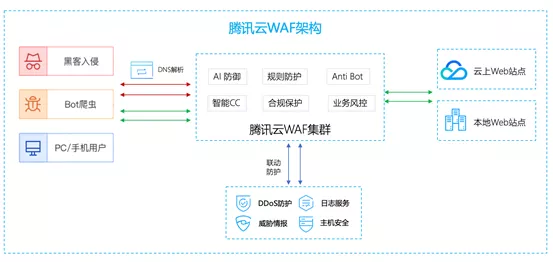 腾讯云WAF架构
黑客入侵
Bot爬虫
PC/手机用户
DNS解析
AI 防御
规则防护
Anti Bot
智能CC
合规保护
业务风控
腾讯云WAF集群
云上Web站点
本地Web站点
联动
防护
DDoS防护
日志服务
威胁情报
主机安全